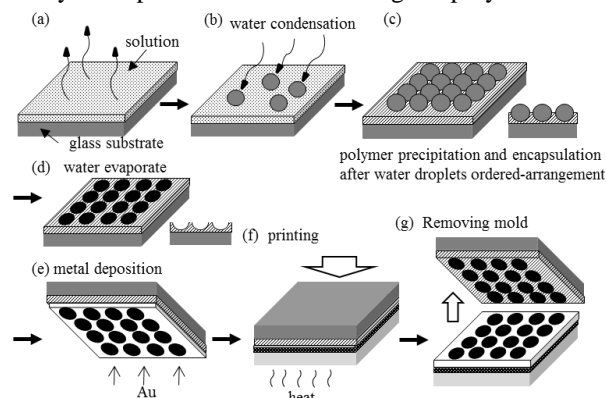 (a)
solution
glass substrate
(b)
water condensation
(c)
polymer precipitation and encapsulation
after water droplets ordered-arrangement
(d)
water evaporate
(e) metal deposition
Au
(f) printing
heat
(g) Removing mold